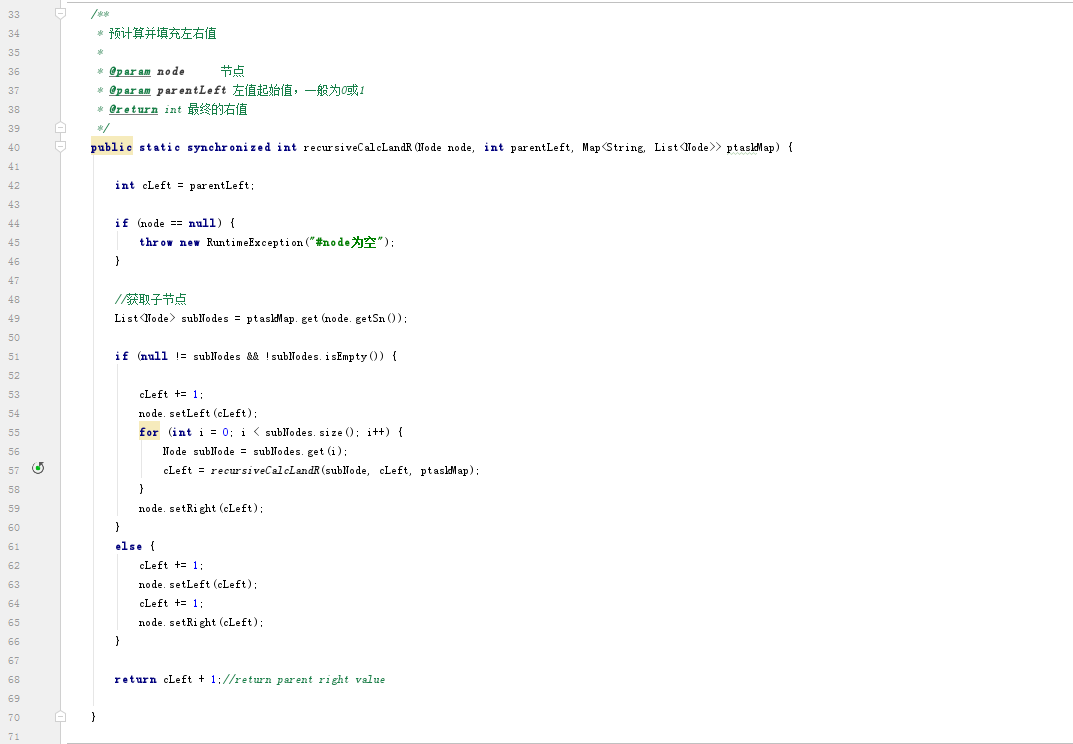 33 /**
34 * 预计算并填充左右值
35 *
36 * @param node 节点
37 * @param parentLeft 左值起始值，一般为0或1
38 * @return int 最终的右值
39 */
40 public static synchronized int recursiveCalcLandR(Node node, int parentLeft, Map<String, List<Node>> ptaskMap) {
41
42 int cLeft = parentLeft;
43
44 if (node == null) {
45 throw new RuntimeException("#node为空");
46 }
47
48 //获取子节点
49 List<Node> subNodes = ptaskMap.get(node.getSn());
50
51 if (null != subNodes && !subNodes.isEmpty()) {
52
53 cLeft += 1;
54 node.setLeft(cLeft);
55 for (int i = 0; i < subNodes.size(); i++) {
56 Node subNode = subNodes.get(i);
57 cLeft = recursiveCalcLandR(subNode, cLeft, ptaskMap);
58 }
59 node.setRight(cLeft);
60 }
61 else {
62 cLeft += 1;
63 node.setLeft(cLeft);
64 cLeft += 1;
65 node.setRight(cLeft);
66 }
67
68 return cLeft + 1;//return parent right value
69
70 }
71